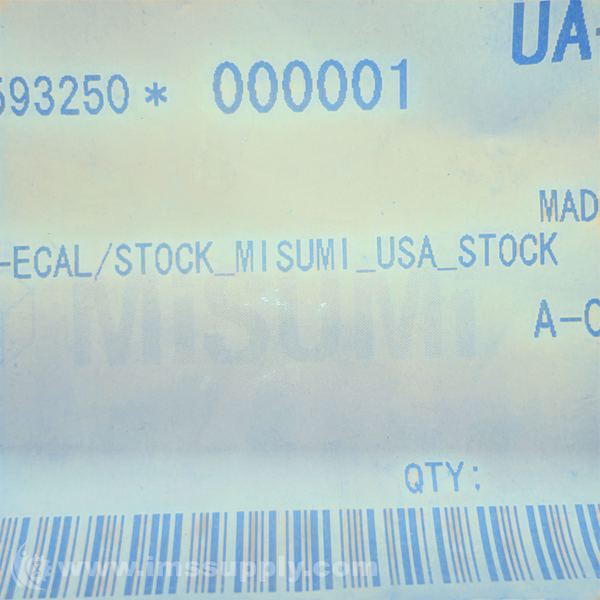 UA-
593250* 000001
MAD
-ECAL/STOCK_MISUMI_USA_STOCK
MiSUMi
A-C
QTY:
www.imssupply.com